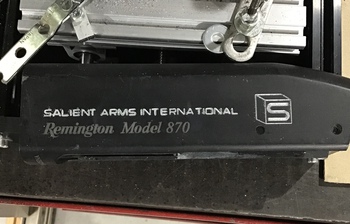 SALIENT ARMS INTERNATIONAL
Remington Model 870
S